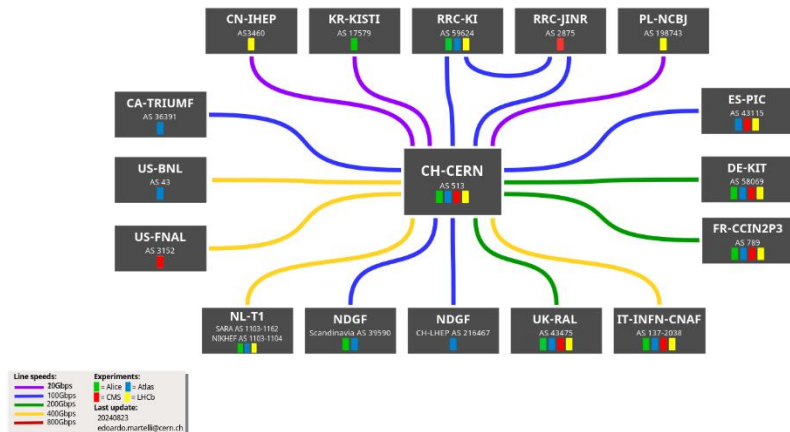 CN-IHEP
AS3460
KR-KISTI
AS 17579
RRC-KI
AS 59624
RRC-JINR
AS 2875
PL-NCBJ
AS 198743
CA-TRIUMF
AS 36391
ES-PIC
AS 43115
US-BNL
AS 43
CH-CERN
AS 513
DE-KIT
AS 58069
US-FNAL
AS 3152
FR-CCIN2P3
AS 789
NL-T1
SARA AS 1103-1162
NIKHEF AS 1103-1104
NDGF
Scandinavia AS 39590
NDGF
CH-LHEP AS 216467
UK-RAL
AS 43475
IT-INFN-CNAF
AS 137-2038
Line speeds:
20Gbps
100Gbps
200Gbps
400Gbps
800Gbps
Experiments:
= Alice = Atlas
= CMS = LHCb
Last update:
20240823
edoardo.martelli@cern.ch